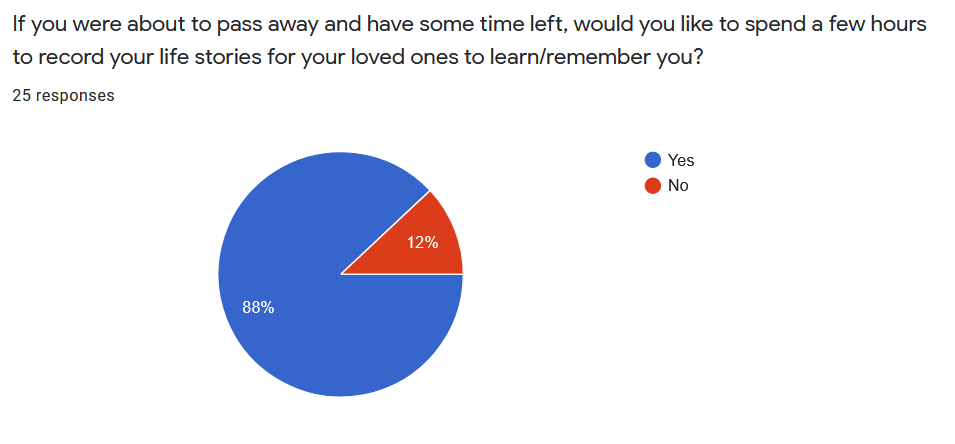 If you were about to pass away and have some time left, would you like to spend a few hours
to record your life stories for your loved ones to learn/remember you?
25 responses
Yes
No
12%
88%